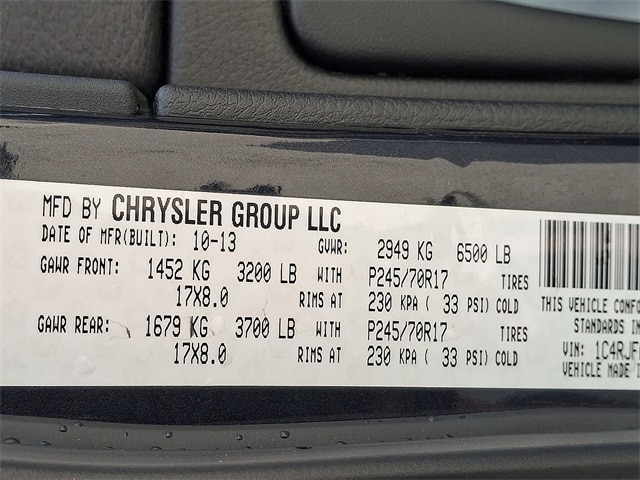 MFD BY CHRYSLER GROUP LLC
DATE OF MFR(BUILT): 10-13 GVWR: 2949 KG 6500 LB
GAWR FRONT: 1452 KG 3200 LB WITH P245/70R17 TIRES
17X8.0 RIMS AT 230 KPA ( 33 PSI) COLD
GAWR REAR: 1679 KG 3700 LB WITH P245/70R17 TIRES
17X8.0 RIMS AT 230 KPA ( 33 PSI) COLD
THIS VEHICLE CONFO
STANDARDS IN
VIN: 1C4RJF
VEHICLE MADE I